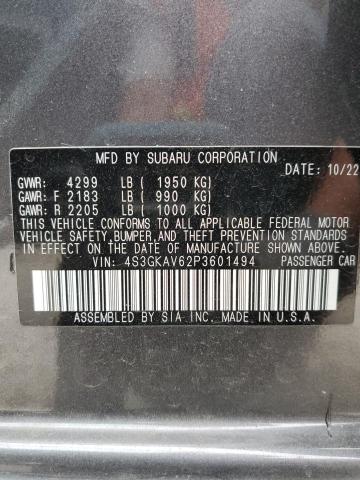 MFD BY SUBARU CORPORATION
DATE: 10/22
GVWR: 4299 LB ( 1950 KG)
GAWR: F 2183 LB ( 990 KG)
GAWR: R 2205 LB ( 1000 KG)
THIS VEHICLE CONFORMS TO ALL APPLICABLE FEDERAL MOTOR
VEHICLE SAFETY, BUMPER, AND THEFT PREVENTION STANDARDS
IN EFFECT ON THE DATE OF MANUFACTURE SHOWN ABOVE.
VIN: 4S3GKAV62P3601494 PASSENGER CAR
ASSEMBLED BY SIA INC. MADE IN U.S.A.